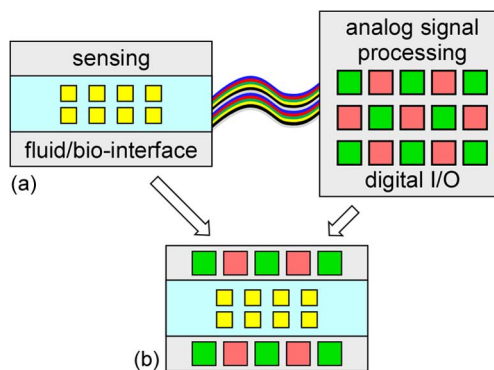 sensing
fluid/bio-interface
(a)
analog signal
processing
digital I/O
(b)